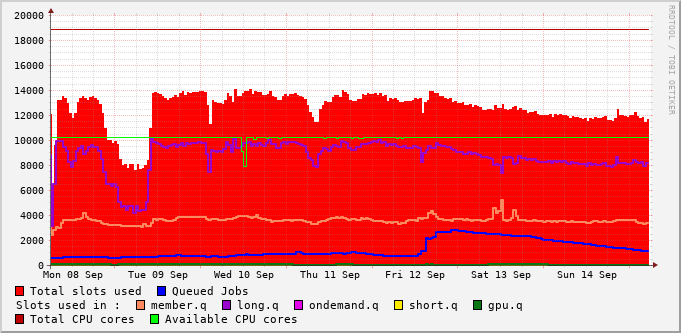 20000
18000
16000
14000
12000
10000
8000
6000
4000
2000
0
Mon 08 Sep Tue 09 Sep Wed 10 Sep Thu 11 Sep Fri 12 Sep Sat 13 Sep Sun 14 Sep
Total slots used Queued Jobs
Slots used in : member.q long.q ondemand.q short.q gpu.q
Total CPU cores Available CPU cores
RRDTOOL / TOBI OETIKER